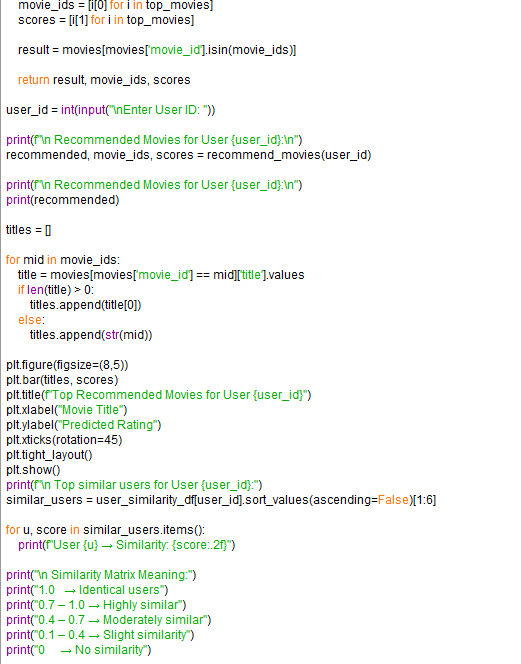 movie_ids = [i[0] for i in top_movies]
scores = [i[1] for i in top_movies]
result = movies[movies['movie_id'].isin(movie_ids)]
return result, movie_ids, scores
user_id = int(input("\nEnter User ID: "))
print(f"\n Recommended Movies for User {user_id}:\n")
recommended, movie_ids, scores = recommend_movies(user_id)
print(f"\n Recommended Movies for User {user_id}:\n")
print(recommended)
titles = []
for mid in movie_ids:
title = movies[movies['movie_id'] == mid]['title'].values
if len(title) > 0:
titles.append(title[0])
else:
titles.append(str(mid))
plt.figure(figsize=(8,5))
plt.bar(titles, scores)
plt.title(f"Top Recommended Movies for User {user_id}")
plt.xlabel("Movie Title")
plt.ylabel("Predicted Rating")
plt.xticks(rotation=45)
plt.tight_layout()
plt.show()
print(f"\n Top similar users for User {user_id}:")
similar_users = user_similarity_df[user_id].sort_values(ascending=False)[1:6]
for u, score in similar_users.items():
print(f"User {u} → Similarity: {score:.2f}")
print("\n Similarity Matrix Meaning:")
print("1.0   → Identical users")
print("0.7 – 1.0 → Highly similar")
print("0.4 – 0.7 → Moderately similar")
print("0.1 – 0.4 → Slight similarity")
print("0     → No similarity")